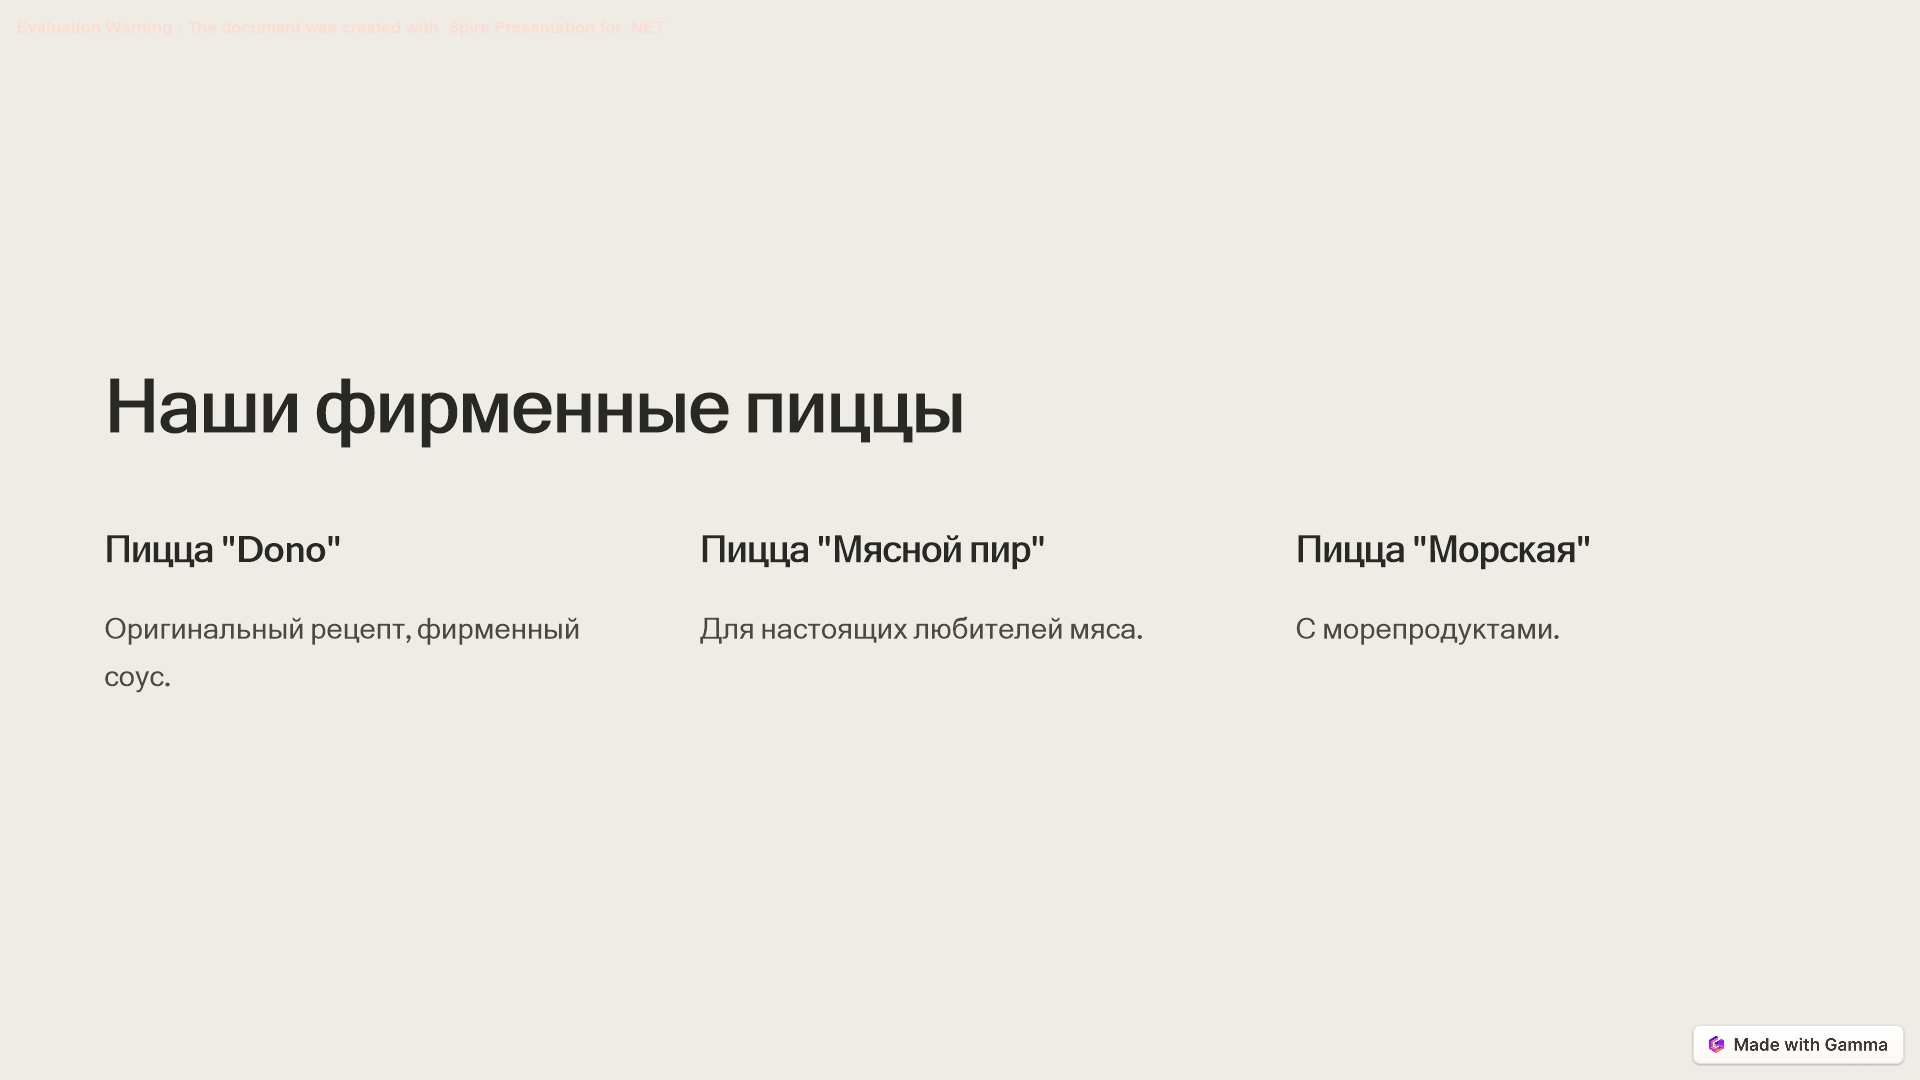 Evaluation Warning : The document was created with Spire.Presentation for .NET
Наши фирменные пиццы
Пицца "Dono"
Оригинальный рецепт, фирменный
соус.
Пицца "Мясной пир"
Для настоящих любителей мяса.
Пицца "Морская"
С морепродуктами.
Made with Gamma